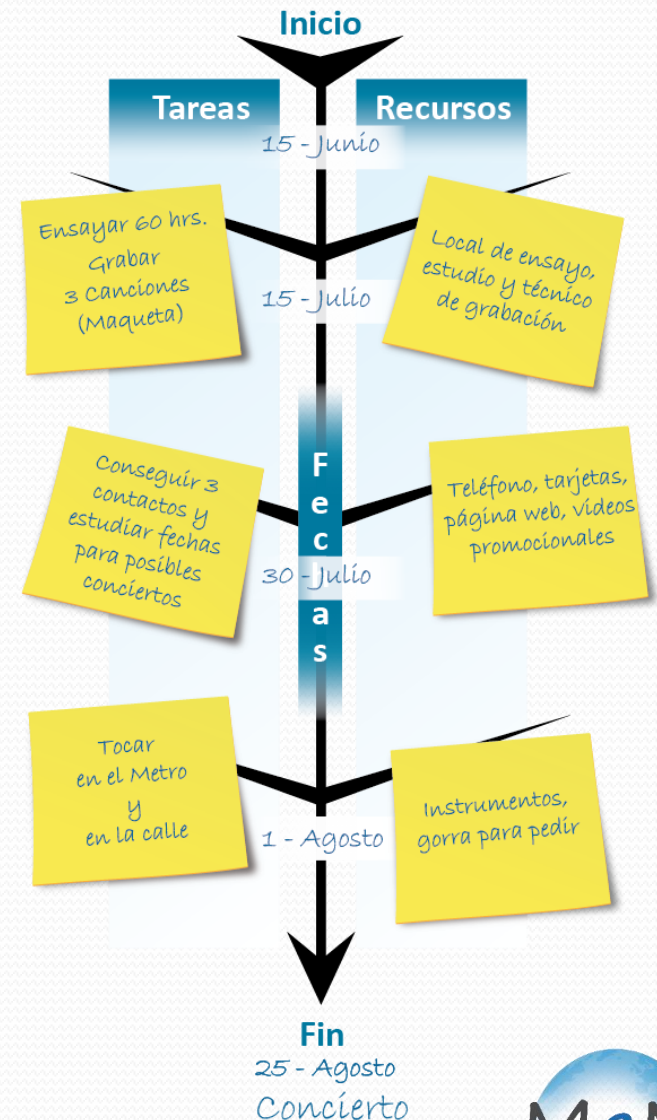 Inicio
Tareas
Recursos
15 - Junio
Ensayar 60 hrs.
Grabar
3 Canciones
(Maqueta)
Local de ensayo,
estudio y técnico
de grabación
15 - Julio
Fechas
Conseguir 3
contactos y
estudiar fechas
para posibles
conciertos
Teléfono, tarjetas,
página web, vídeos
promocionales
30 - Julio
Tocar
en el Metro
y
en la calle
Instrumentos,
gorra para pedir
1 - Agosto
Fin
25 - Agosto
Concierto